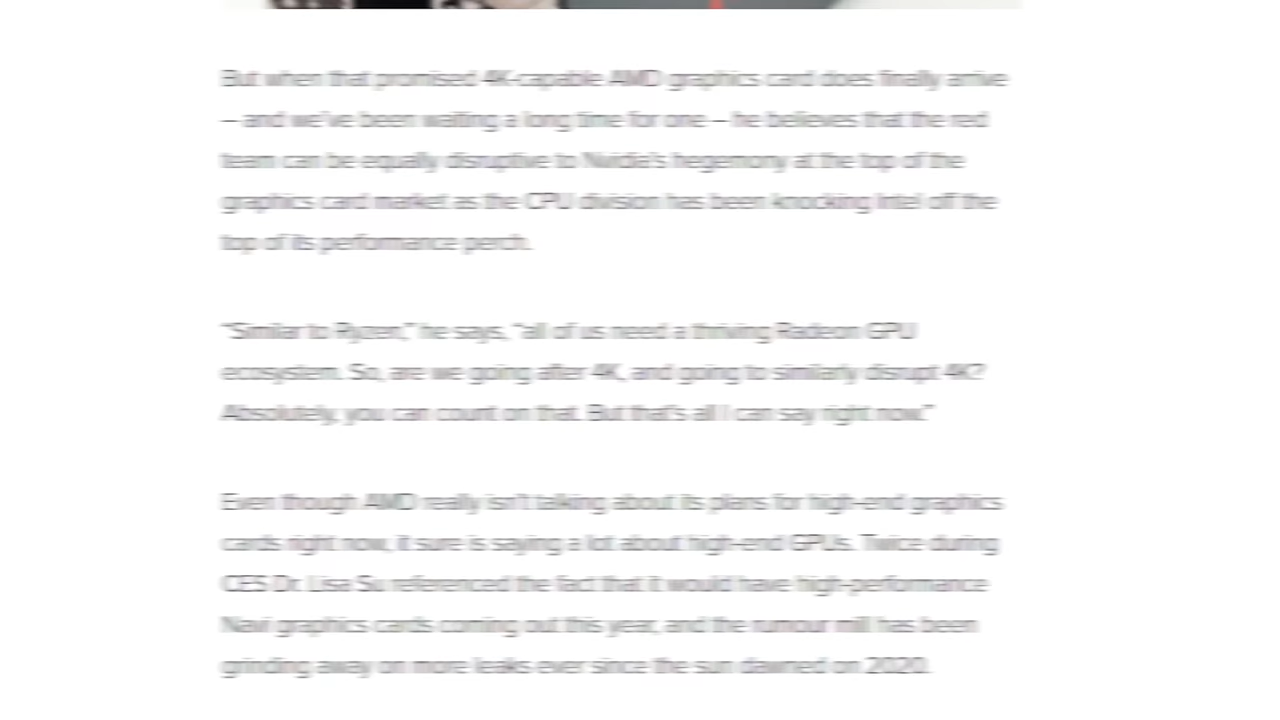 But when that promised 4K-capable AMD graphics card does finally arrive
– and we've been waiting a long time for one – he believes that the red
team can be equally disruptive to Nvidia's hegemony at the top of the
graphics card market as the CPU division has been knocking Intel off the
top of its performance perch.
“Similar to Ryzen,” he says, “all of us need a thriving Radeon GPU
ecosystem. So, are we going after 4K, and going to similarly disrupt 4K?
Absolutely, you can count on that. But that's all I can say right now.”
Even though AMD really isn't talking about its plans for high-end graphics
cards right now, it sure is saying a lot about high-end GPUs. Twice during
CES Dr. Lisa Su referenced the fact that it would have high-performance
Navi graphics cards coming out this year, and the rumour mill has been
grinding away on more leaks ever since the sun dawned on 2020.